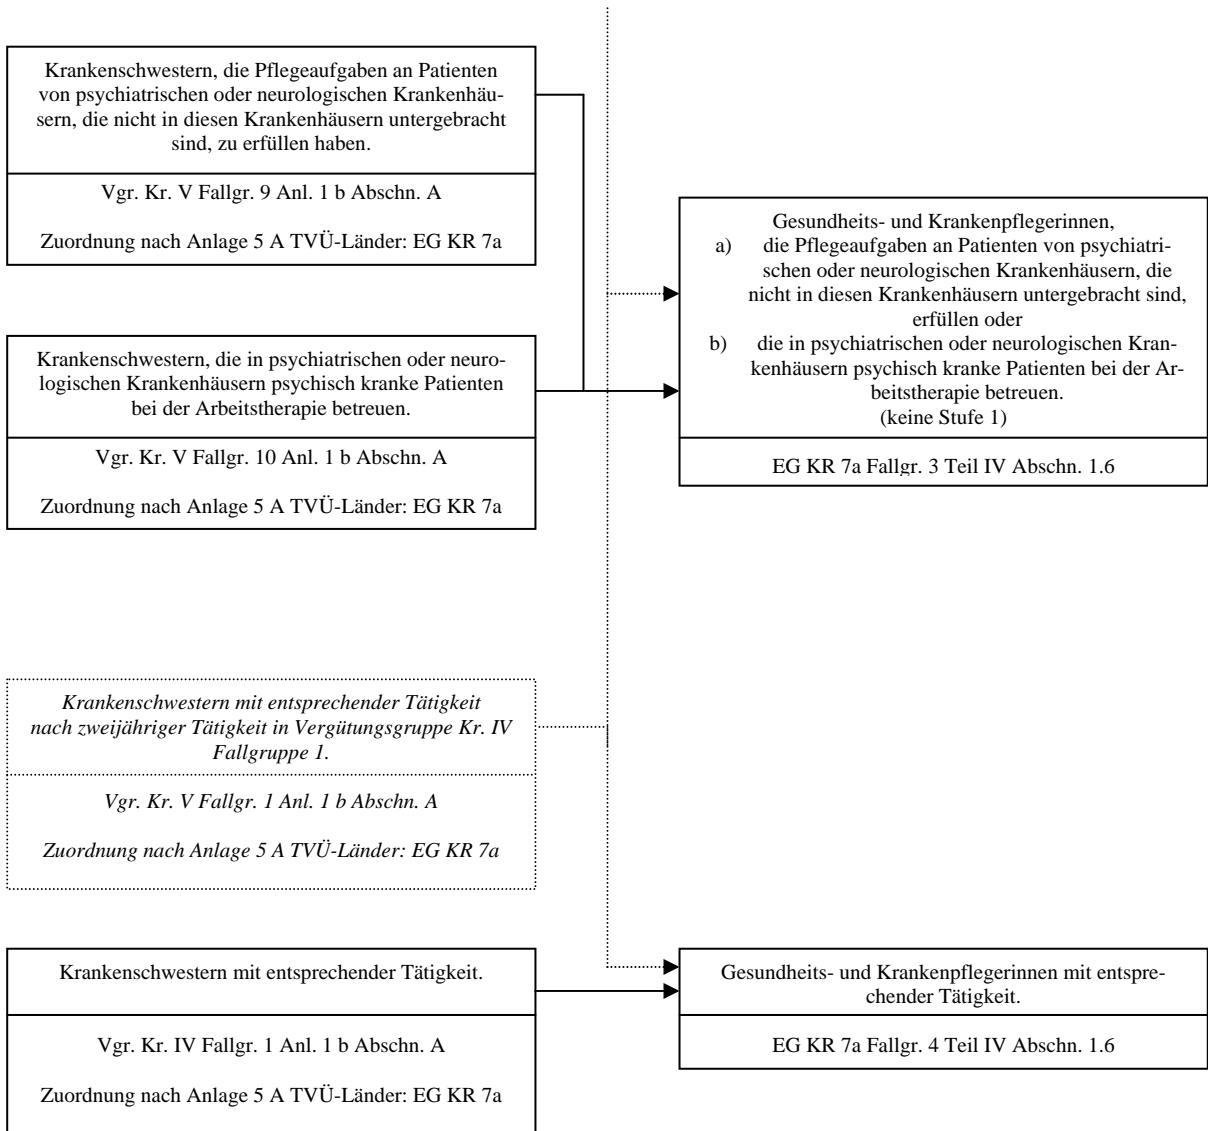 Krankenschwestern, die Pflegeaufgaben an Patienten
von psychiatrischen oder neurologischen Krankenhäu-
sern, die nicht in diesen Krankenhäusern untergebracht
sind, zu erfüllen haben.
Vgr. Kr. V Fallgr. 9 Anl. 1 b Abschn. A
Zuordnung nach Anlage 5 A TVÜ-Länder: EG KR 7a
Krankenschwestern, die in psychiatrischen oder neuro-
logischen Krankenhäusern psychisch kranke Patienten
bei der Arbeitstherapie betreuen.
Vgr. Kr. V Fallgr. 10 Anl. 1 b Abschn. A
Zuordnung nach Anlage 5 A TVÜ-Länder: EG KR 7a
Gesundheits- und Krankenpflegerinnen,
a) die Pflegeaufgaben an Patienten von psychiatri-
schen oder neurologischen Krankenhäusern, die
nicht in diesen Krankenhäusern untergebracht sind,
erfüllen oder
b) die in psychiatrischen oder neurologischen Kran-
kenhäusern psychisch kranke Patienten bei der Ar-
beitstherapie betreuen.
(keine Stufe 1)
EG KR 7a Fallgr. 3 Teil IV Abschn. 1.6
Krankenschwestern mit entsprechender Tätigkeit
nach zweijähriger Tätigkeit in Vergütungsgruppe Kr. IV
Fallgruppe 1.
Vgr. Kr. V Fallgr. 1 Anl. 1 b Abschn. A
Zuordnung nach Anlage 5 A TVÜ-Länder: EG KR 7a
Krankenschwestern mit entsprechender Tätigkeit.
Vgr. Kr. IV Fallgr. 1 Anl. 1 b Abschn. A
Zuordnung nach Anlage 5 A TVÜ-Länder: EG KR 7a
Gesundheits- und Krankenpflegerinnen mit entspre-
chender Tätigkeit.
EG KR 7a Fallgr. 4 Teil IV Abschn. 1.6